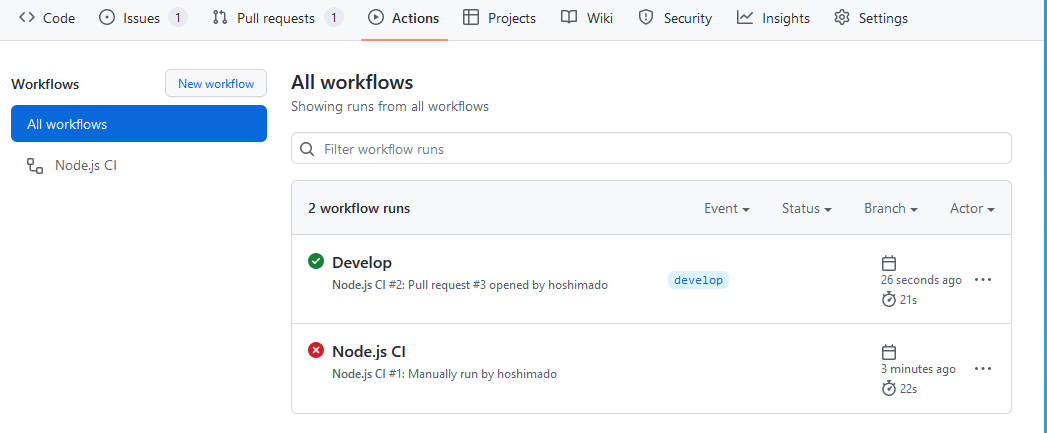 Code Issues 1 Pull requests 1 Actions Projects Wiki Security Insights Settings
Workflows
New workflow
All workflows
Node.js CI
All workflows
Showing runs from all workflows
Filter workflow runs
2 workflow runs Event Status Branch Actor
Develop
Node.js CI #2: Pull request #3 opened by hoshimado
develop
26 seconds ago
21s
Node.js CI
Node.js CI #1: Manually run by hoshimado
3 minutes ago
22s